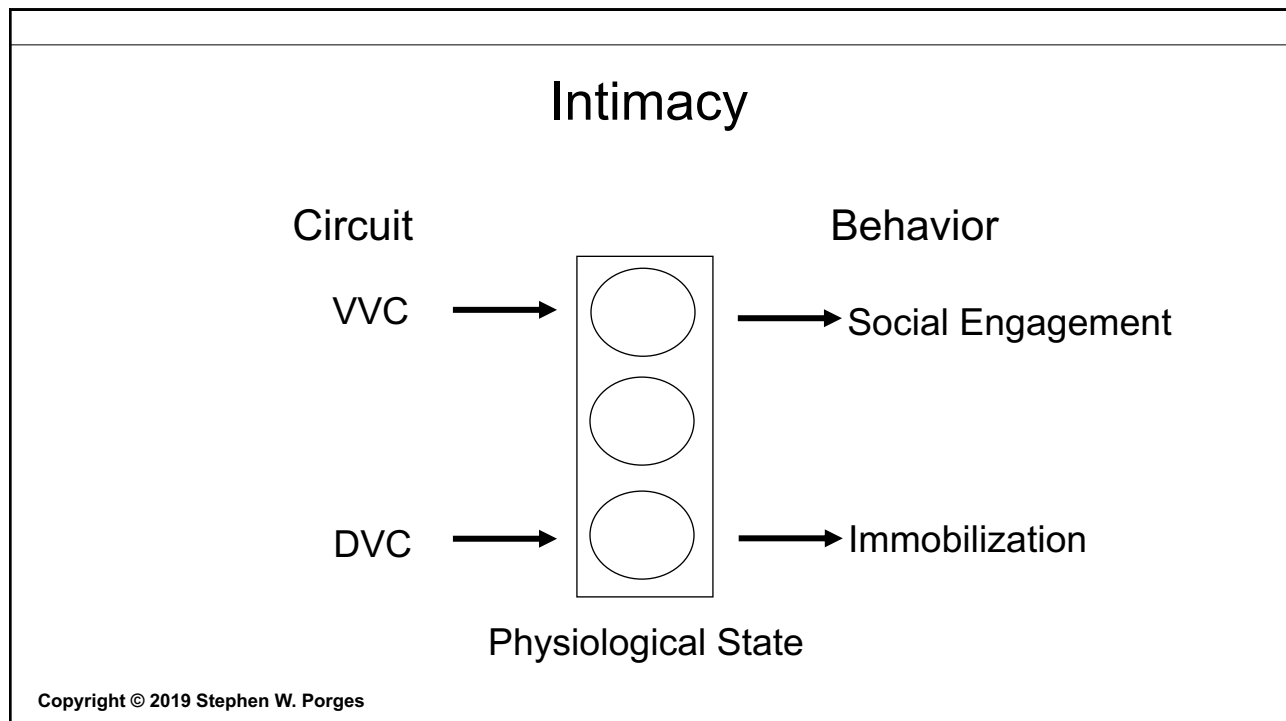 Intimacy
Circuit
Behavior
VVC
Social Engagement
DVC
Immobilization
Physiological State
Copyright © 2019 Stephen W. Porges